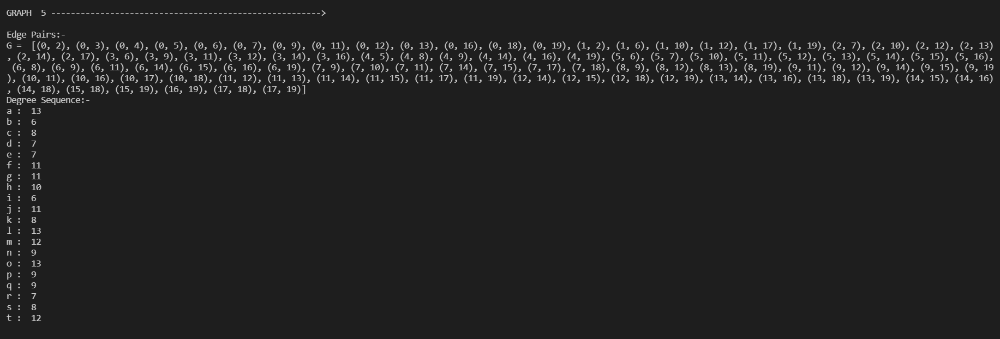 GRAPH  5 ------------------------------------------------------->
Edge Pairs:-
G =  [(0, 2), (0, 3), (0, 4), (0, 5), (0, 6), (0, 7), (0, 9), (0, 11), (0, 12), (0, 13), (0, 16), (0, 18), (0, 19), (1, 2), (1, 6), (1, 10), (1, 12), (1, 17), (1, 19), (2, 7), (2, 10), (2, 12), (2, 13)
, (2, 14), (2, 17), (3, 6), (3, 9), (3, 11), (3, 12), (3, 14), (3, 16), (4, 5), (4, 8), (4, 9), (4, 14), (4, 16), (4, 19), (5, 6), (5, 7), (5, 10), (5, 11), (5, 12), (5, 13), (5, 14), (5, 15), (5, 16),
 (6, 8), (6, 9), (6, 11), (6, 14), (6, 15), (6, 16), (6, 19), (7, 9), (7, 10), (7, 11), (7, 14), (7, 15), (7, 17), (7, 18), (8, 9), (8, 12), (8, 13), (8, 19), (9, 11), (9, 12), (9, 14), (9, 15), (9, 19
), (10, 11), (10, 16), (10, 17), (10, 18), (11, 12), (11, 13), (11, 14), (11, 15), (11, 17), (11, 19), (12, 14), (12, 15), (12, 18), (12, 19), (13, 14), (13, 16), (13, 18), (13, 19), (14, 15), (14, 16)
, (14, 18), (15, 18), (15, 19), (16, 19), (17, 18), (17, 19)]
Degree Sequence:-
a :  13
b :  6
c :  8
d :  7
e :  7
f :  11
g :  11
h :  10
i :  6
j :  11
k :  8
l :  13
m :  12
n :  9
o :  13
p :  9
q :  9
r :  7
s :  8
t :  12